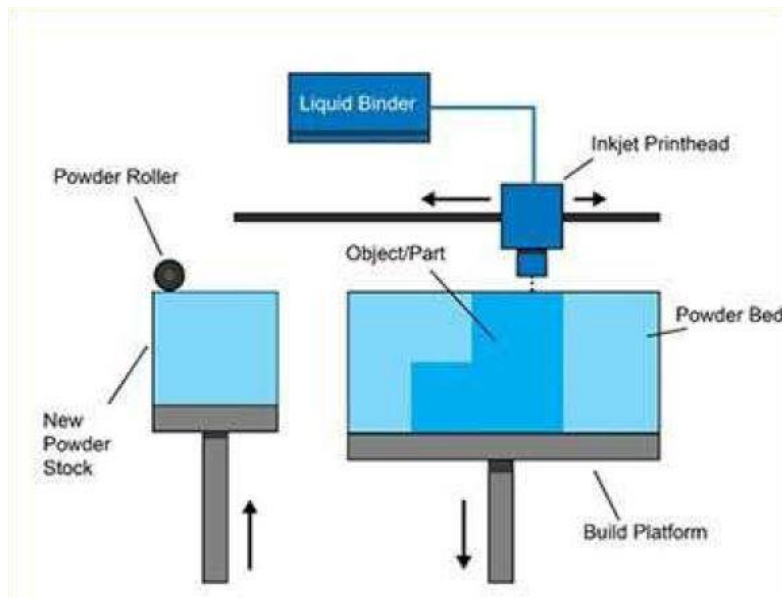 Liquid Binder
Inkjet Printhead
Powder Roller
Object/Part
Powder Bed
New
Powder
Stock
Build Platform